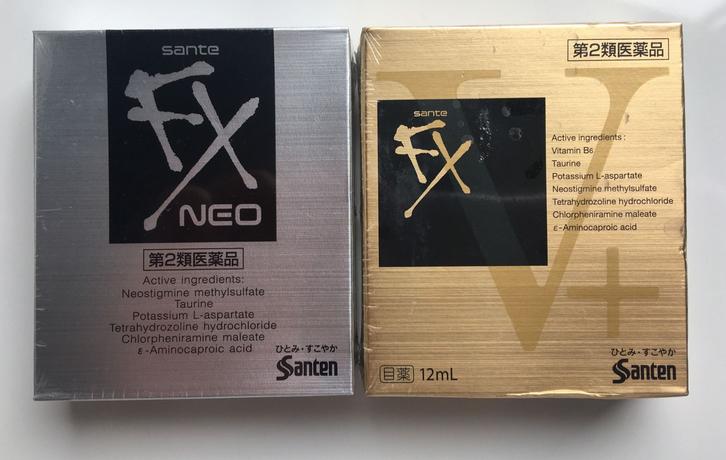 sante
FX
NEO
第2類医薬品
Active ingredients:
Neostigmine methylsulfate
Taurine
Potassium L-aspartate
Tetrahydrozoline hydrochloride
Chlorpheniramine maleate
ε-Aminocaproic acid
ひとみ・すこやか
Santen
第2類医薬品
V+
sante
FX
Active ingredients:
Vitamin B6
Taurine
Potassium L-aspartate
Neostigmine methylsulfate
Tetrahydrozoline hydrochloride
Chlorpheniramine maleate
ε-Aminocaproic acid
ひとみ・すこやか
目薬 12mL
Santen